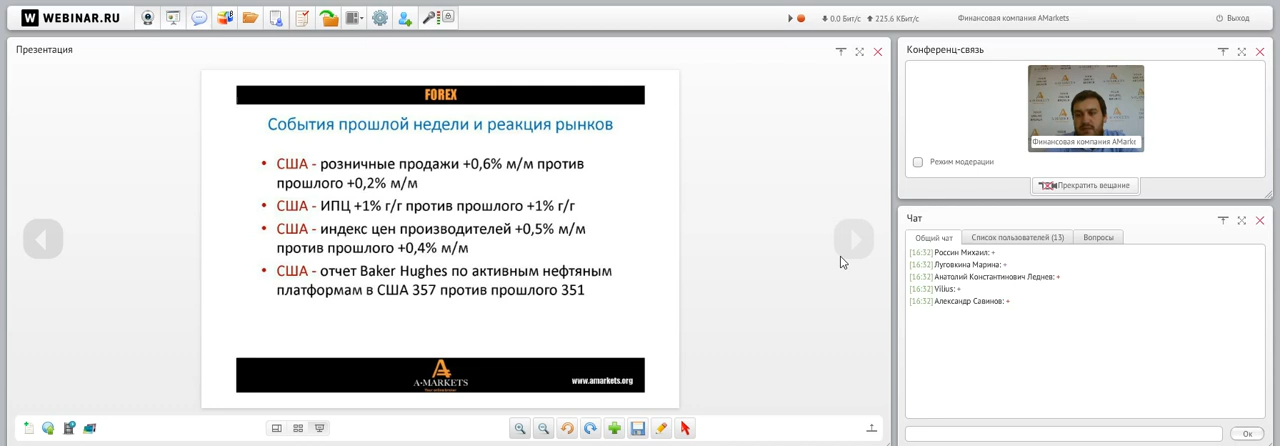 W WEBINAR.RU
0.0 Бит/с 225.6 КБит/с
Финансовая компания AMarkets
Выход
Презентация
FOREX
События прошлой недели и реакция рынков
• США - розничные продажи +0,6% м/м против
прошлого +0,2% м/м
• США - ИПЦ +1% г/г против прошлого +1% г/г
• США - индекс цен производителей +0,5% м/м
против прошлого +0,4% м/м
• США - отчет Baker Hughes по активным нефтяным
платформам в США 357 против прошлого 351
A-MARKETS
Your online broker
www.amarkets.org
Конференц-связь
Финансовая компания AMarke
Режим модерации
Прекратить вещание
Чат
Общий чат Список пользователей (13) Вопросы
[16:32] Россин Михаил: +
[16:32] Луговкина Марина: +
[16:32] Анатолий Константинович Леднев: +
[16:32] Vilius: +
[16:32] Александр Савинов: +
Ок